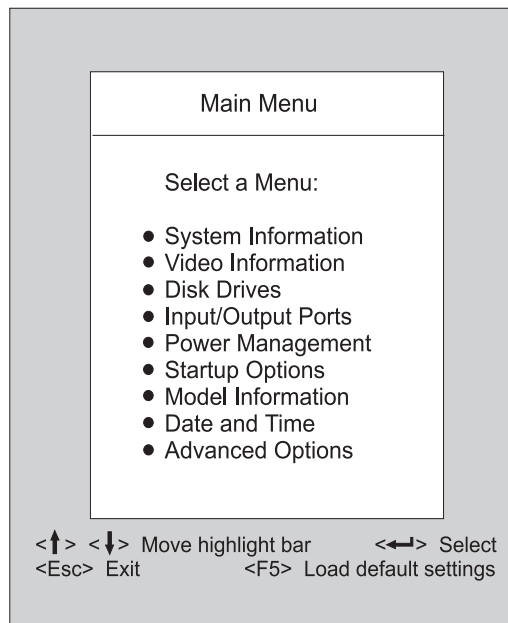 Main Menu
Select a Menu:
● System Information
● Video Information
● Disk Drives
● Input/Output Ports
● Power Management
● Startup Options
● Model Information
● Date and Time
● Advanced Options
<↑> <↓> Move highlight bar <↵> Select
<Esc> Exit <F5> Load default settings